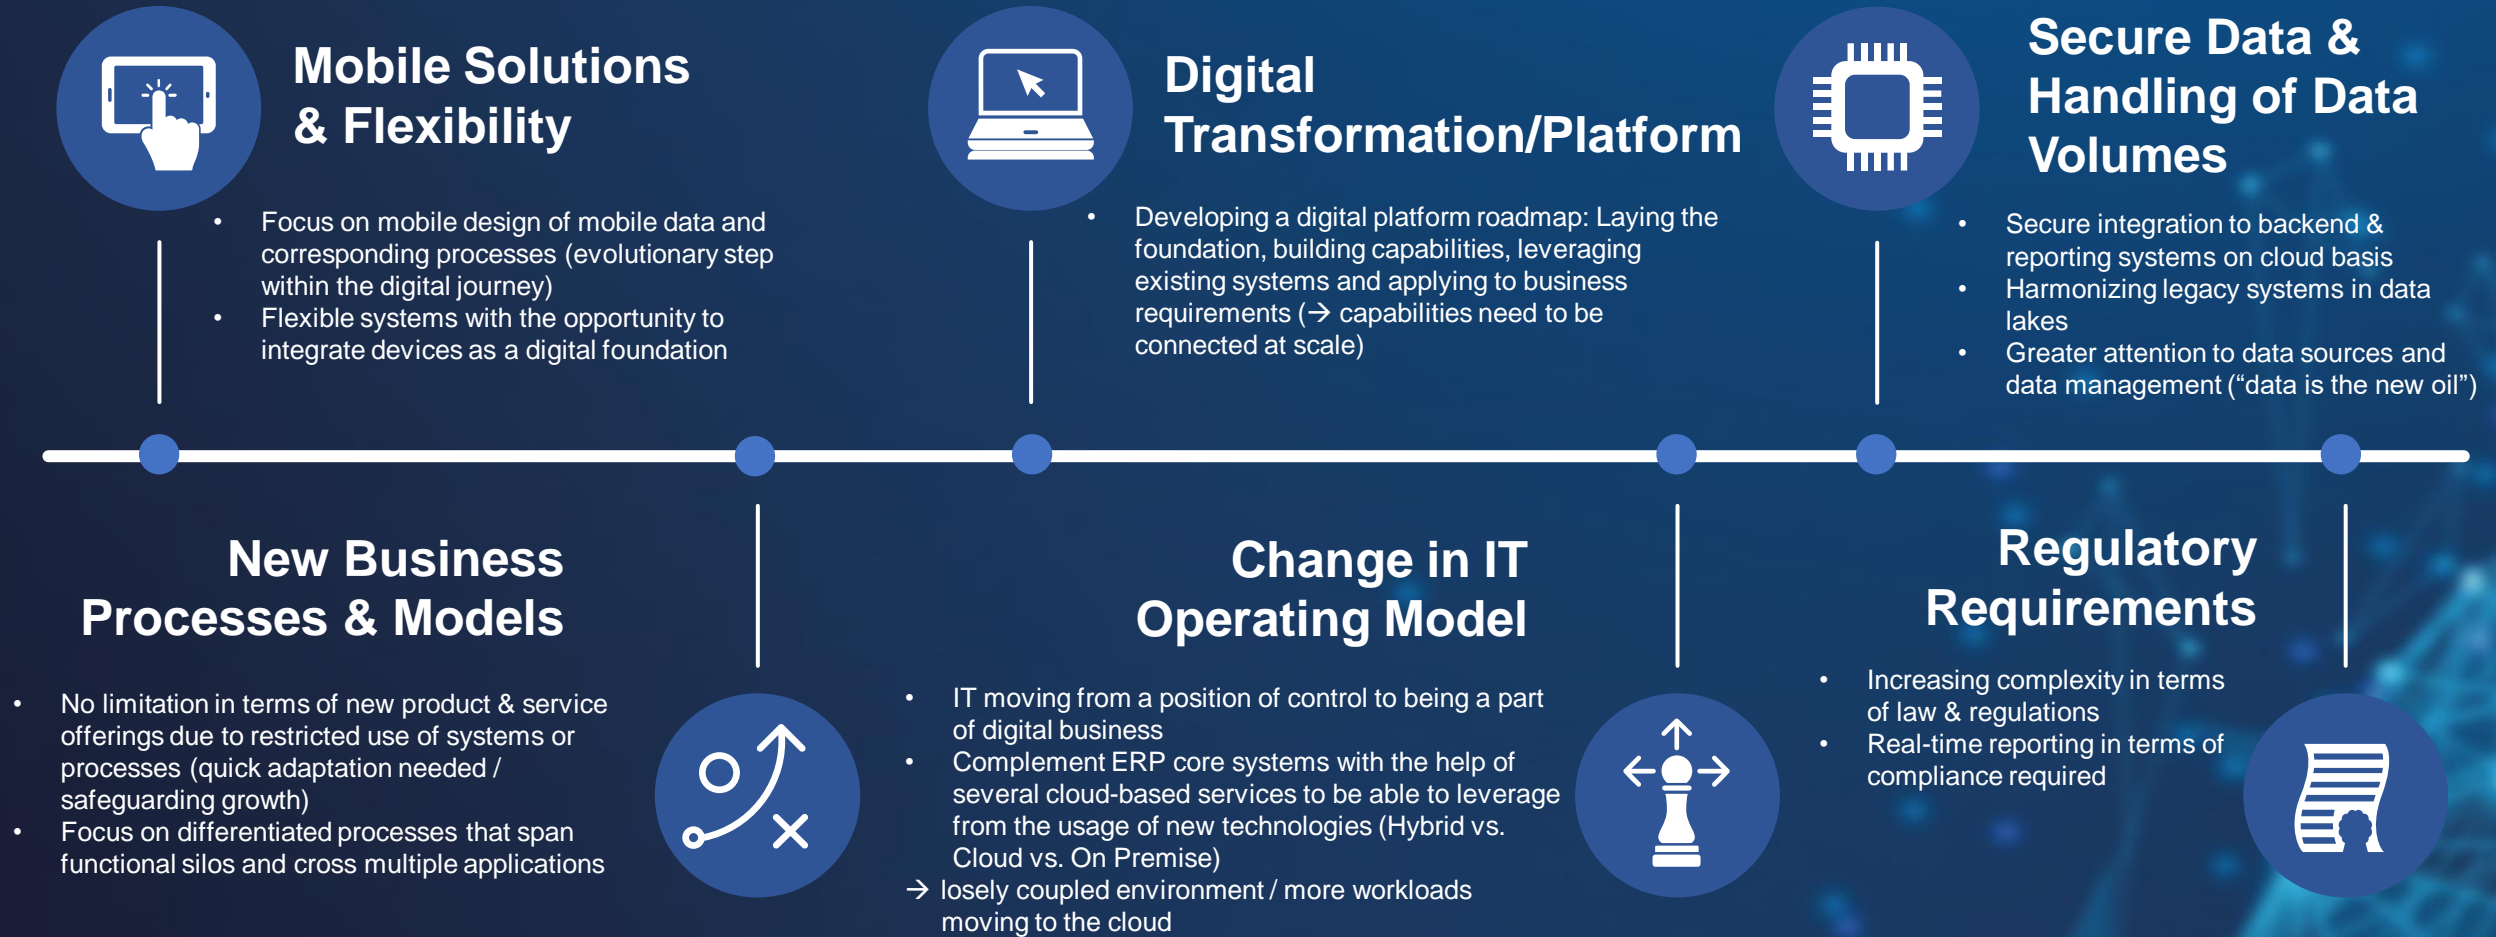 Mobile Solutions
& Flexibility
• Focus on mobile design of mobile data and
corresponding processes (evolutionary step
within the digital journey)
• Flexible systems with the opportunity to
integrate devices as a digital foundation
Digital
Transformation/Platform
• Developing a digital platform roadmap: Laying the
foundation, building capabilities, leveraging
existing systems and applying to business
requirements (→ capabilities need to be
connected at scale)
Secure Data &
Handling of Data
Volumes
• Secure integration to backend &
reporting systems on cloud basis
• Harmonizing legacy systems in data
lakes
• Greater attention to data sources and
data management (“data is the new oil”)
New Business
Processes & Models
• No limitation in terms of new product & service
offerings due to restricted use of systems or
processes (quick adaptation needed /
safeguarding growth)
• Focus on differentiated processes that span
functional silos and cross multiple applications
Change in IT
Operating Model
• IT moving from a position of control to being a part
of digital business
• Complement ERP core systems with the help of
several cloud-based services to be able to leverage
from the usage of new technologies (Hybrid vs.
Cloud vs. On Premise)
→ losely coupled environment / more workloads
moving to the cloud
Regulatory
Requirements
• Increasing complexity in terms
of law & regulations
• Real-time reporting in terms of
compliance required